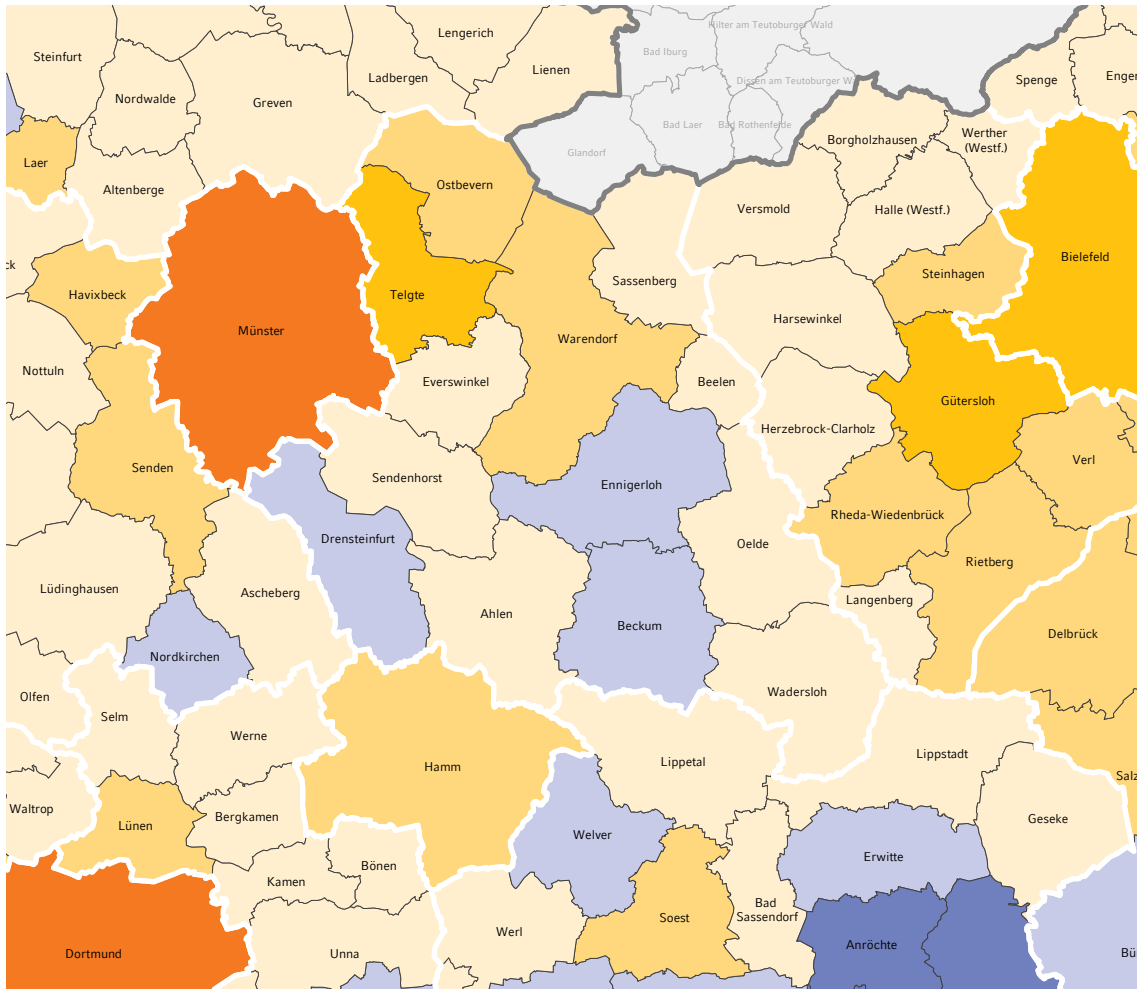 Lengerich
Hilter am Teutoburger Wald
Steinfurt
Bad Iburg
Lienen
Ladbergen
Spenge
Enger
Dissen am Teutoburger W
Nordwalde
Greven
Bad Laer
Bad Rothenfelde
Borgholzhausen
Werther
(Westf.)
Glandorf
Laer
Altenberge
Ostbevern
Versmold
Halle (Westf.)
Bielefeld
ck
Havixbeck
Telgte
Sassenberg
Steinhagen
Münster
Harsewinkel
Warendorf
Nottuln
Everswinkel
Beelen
Gütersloh
Herzebrock-Clarholz
Senden
Sendenhorst
Ennigerloh
Verl
Rheda-Wiedenbrück
Drensteinfurt
Oelde
Rietberg
Lüdinghausen
Ascheberg
Langenberg
Ahlen
Beckum
Delbrück
Nordkirchen
Olfen
Wadersloh
Selm
Werne
Lippetal
Lippstadt
Hamm
Salz
Waltrop
Bergkamen
Lünen
Welver
Geseke
Erwitte
Bönen
Kamen
Bad
Sassendorf
Soest
Werl
Anröchte
Dortmund
Unna
Bü